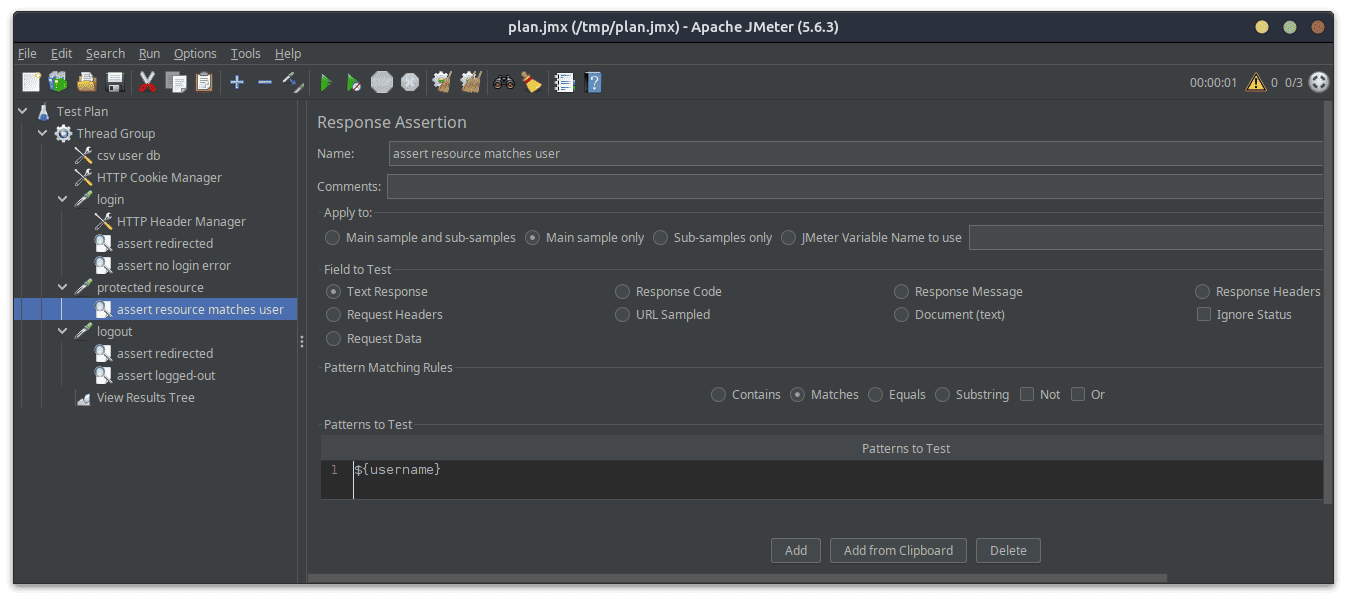 plan.jmx (/tmp/plan.jmx) - Apache JMeter (5.6.3)
File Edit Search Run Options Tools Help
00:00:01 0 0/3
Test Plan
Thread Group
csv user db
HTTP Cookie Manager
login
HTTP Header Manager
assert redirected
assert no login error
protected resource
assert resource matches user
logout
assert redirected
assert logged-out
View Results Tree
Response Assertion
Name: assert resource matches user
Comments:
Apply to:
Main sample and sub-samples Main sample only Sub-samples only JMeter Variable Name to use
Field to Test
Text Response Response Code Response Message Response Headers
Request Headers URL Sampled Document (text) Ignore Status
Request Data
Pattern Matching Rules
Contains Matches Equals Substring Not Or
Patterns to Test
Patterns to Test
1 ${username}
Add Add from Clipboard Delete